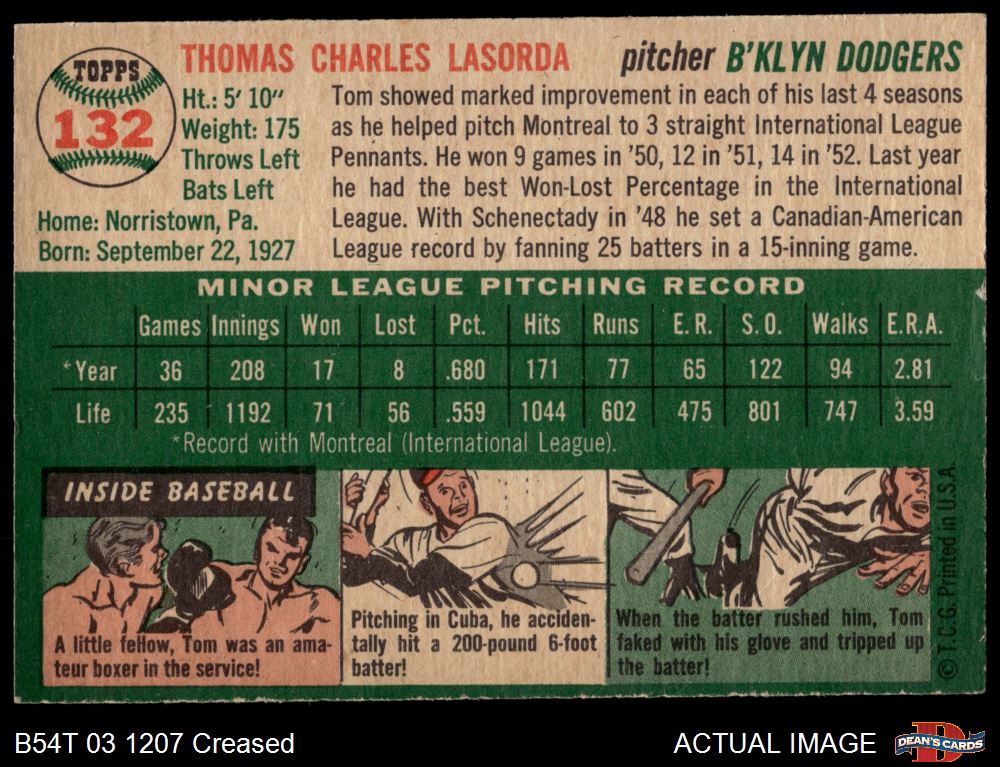 TOPPS
132
THOMAS CHARLES LASORDA pitcher B'KLYN DODGERS
Ht.: 5' 10"
Weight: 175
Throws Left
Bats Left
Home: Norristown, Pa.
Born: September 22, 1927
Tom showed marked improvement in each of his last 4 seasons
as he helped pitch Montreal to 3 straight International League
Pennants. He won 9 games in '50, 12 in '51, 14 in '52. Last year
he had the best Won-Lost Percentage in the International
League. With Schenectady in '48 he set a Canadian-American
League record by fanning 25 batters in a 15-inning game.
MINOR LEAGUE PITCHING RECORD
Games Innings Won Lost Pct. Hits Runs E.R. S.O. Walks E.R.A.
*Year 36 208 17 8 .680 171 77 65 122 94 2.81
Life 235 1192 71 56 .559 1044 602 475 801 747 3.59
*Record with Montreal (International League).
INSIDE BASEBALL
A little fellow, Tom was an ama-
teur boxer in the service!
Pitching in Cuba, he acciden-
tally hit a 200-pound 6-foot
batter!
When the batter rushed him, Tom
faked with his glove and tripped up
the batter!
© T.C.G. Printed in U.S.A.
B54T 03 1207 Creased
ACTUAL IMAGE
DEAN'S CARDS